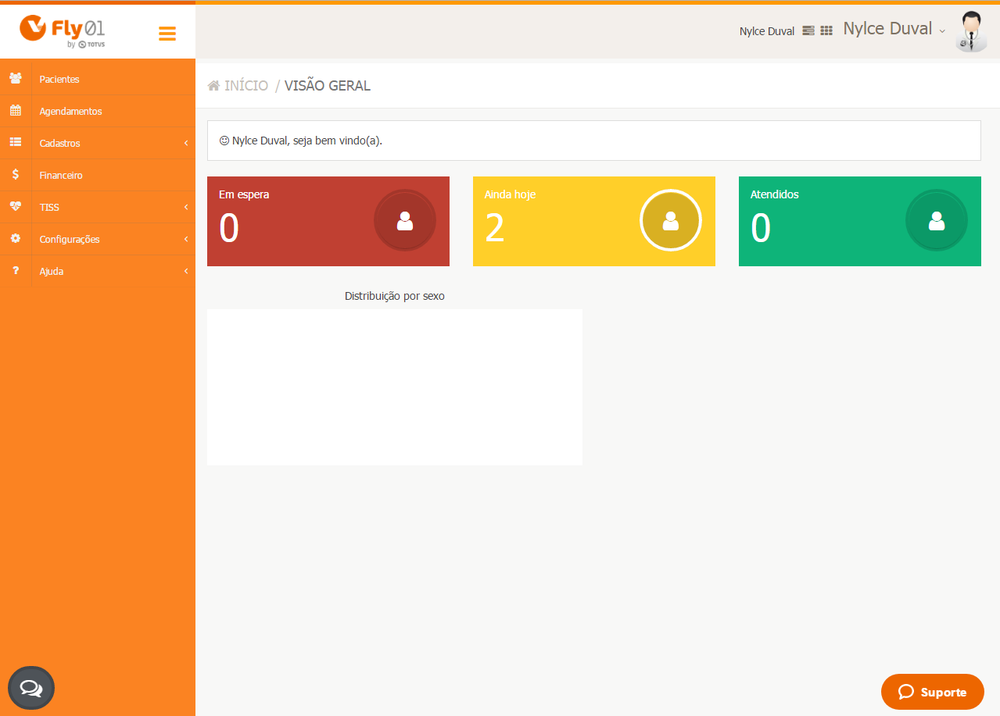 Fly01
by TOTVS
Nylce Duval
Nylce Duval
Pacientes
Agendamentos
Cadastros
Financeiro
TISS
Configurações
Ajuda
INÍCIO / VISÃO GERAL
Nylce Duval, seja bem vindo(a).
Em espera
0
Ainda hoje
2
Atendidos
0
Distribuição por sexo
Suporte